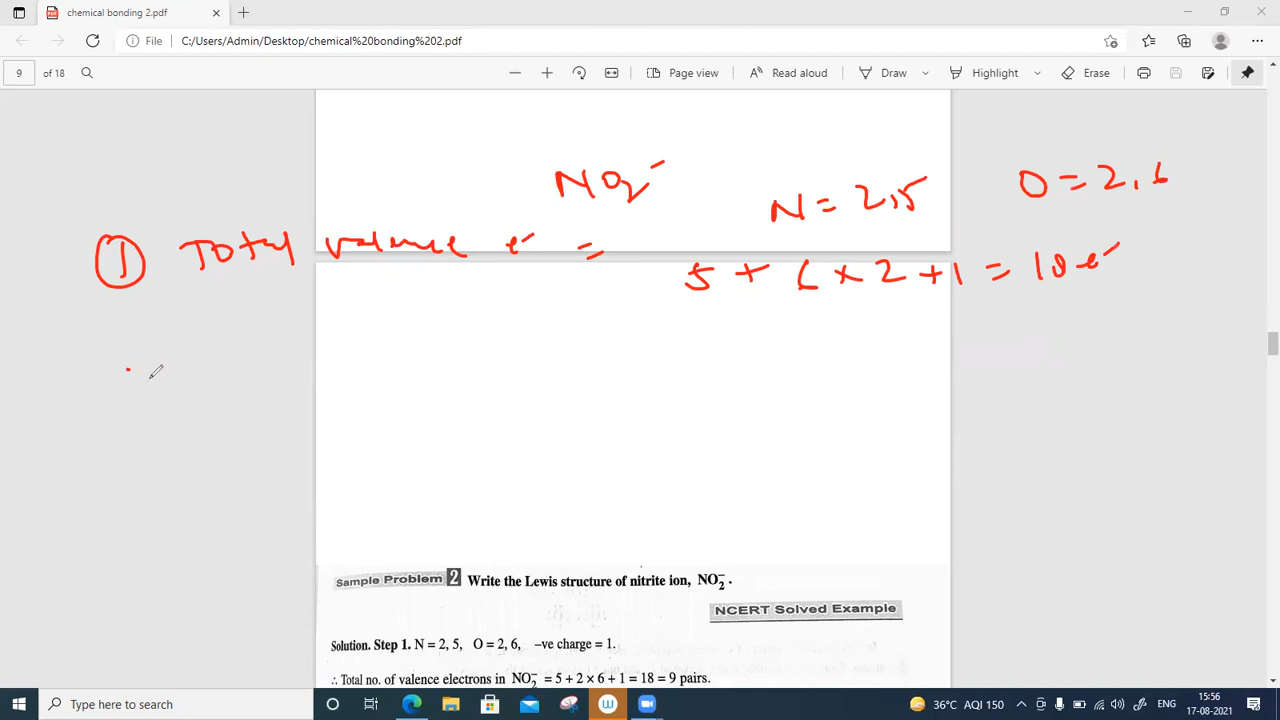 chemical bonding 2.pdf
File C:/Users/Admin/Desktop/chemical%20bonding%202.pdf
9 of 18 Page view Read aloud Draw Highlight Erase
NO2-
N = 2,5
O = 2,6
① Total valence e- =
5 + 6 × 2 + 1 = 18 e-
Sample Problem 2 Write the Lewis structure of nitrite ion, NO2-.
NCERT Solved Example
Solution. Step 1. N = 2, 5, O = 2, 6, –ve charge = 1.
∴ Total no. of valence electrons in NO2- = 5 + 2 × 6 + 1 = 18 = 9 pairs.
Type here to search
36°C AQI 150
ENG
15:56
17-08-2021